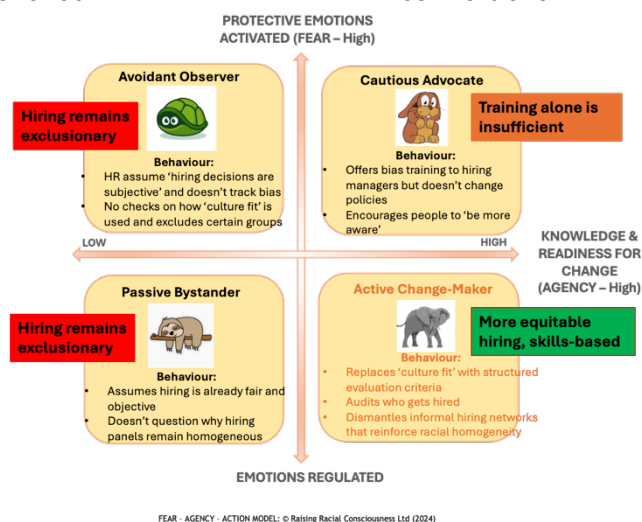 PROTECTIVE EMOTIONS
ACTIVATED (FEAR – High)
Avoidant Observer
Hiring remains
exclusionary
Behaviour:
• HR assume ‘hiring decisions are
subjective’ and doesn’t track bias
• No checks on how ‘culture fit’ is
used and excludes certain groups
Cautious Advocate
Training alone is
insufficient
Behaviour:
• Offers bias training to hiring
managers but doesn’t change
policies
• Encourages people to ‘be more
aware’
LOW
HIGH
KNOWLEDGE &
READINESS FOR
CHANGE
(AGENCY – High)
Passive Bystander
Hiring remains
exclusionary
Behaviour:
• Assumes hiring is already fair and
objective
• Doesn’t question why hiring
panels remain homogeneous
Active Change-Maker
More equitable
hiring, skills-based
Behaviour:
• Replaces ‘culture fit’ with structured
evaluation criteria
• Audits who gets hired
• Dismantles informal hiring networks
that reinforce racial homogeneity
EMOTIONS REGULATED
FEAR - AGENCY - ACTION MODEL: © Raising Racial Consciousness Ltd (2024)